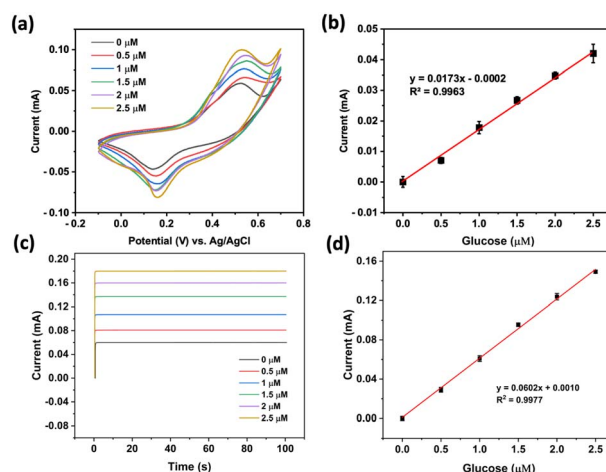 (a)
0 μM
0.5 μM
1 μM
1.5 μM
2 μM
2.5 μM
Current (mA)
0.10
0.05
0.00
-0.05
-0.10
-0.2 0.0 0.2 0.4 0.6 0.8
Potential (V) vs. Ag/AgCl
(b)
y = 0.0173x - 0.0002
R² = 0.9963
Current (mA)
0.05
0.04
0.03
0.02
0.01
0.00
-0.01
0.0 0.5 1.0 1.5 2.0 2.5
Glucose (μM)
(c)
Current (mA)
0.20
0.16
0.12
0.08
0.04
0.00
-0.04
-0.08
0 μM
0.5 μM
1 μM
1.5 μM
2 μM
2.5 μM
0 20 40 60 80 100
Time (s)
(d)
Current (mA)
0.16
0.12
0.08
0.04
0.00
y = 0.0602x + 0.0010
R² = 0.9977
0.0 0.5 1.0 1.5 2.0 2.5
Glucose (μM)